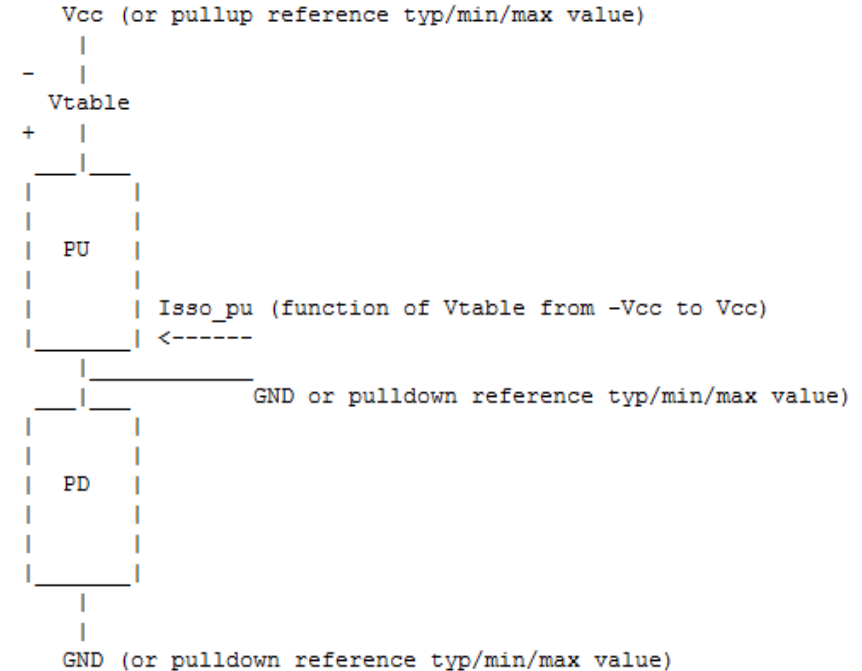 Vcc (or pullup reference typ/min/max value)
-
Vtable
+
PU
Isso_pu (function of Vtable from -Vcc to Vcc)
<------
GND or pulldown reference typ/min/max value)
PD
GND (or pulldown reference typ/min/max value)